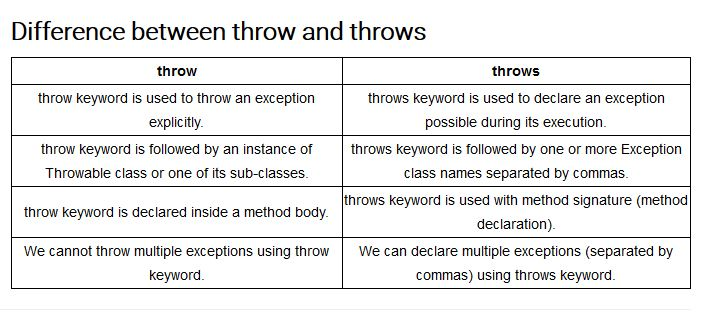 Difference between throw and throws
throw
throws
throw keyword is used to throw an exception
explicitly.
throws keyword is used to declare an exception
possible during its execution.
throw keyword is followed by an instance of
Throwable class or one of its sub-classes.
throws keyword is followed by one or more Exception
class names separated by commas.
throw keyword is declared inside a method body.
throws keyword is used with method signature (method
declaration).
We cannot throw multiple exceptions using throw
keyword.
We can declare multiple exceptions (separated by
commas) using throws keyword.